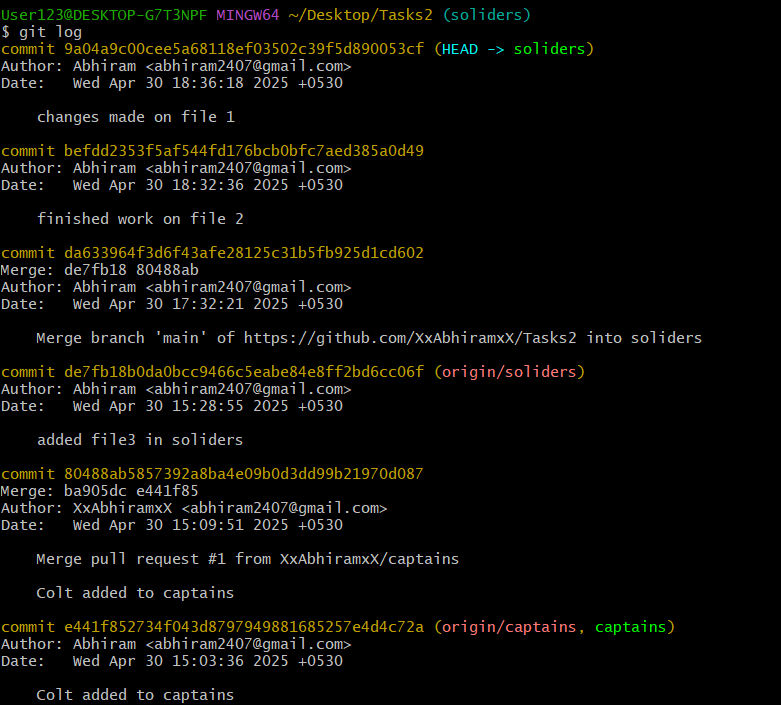 User123@DESKTOP-G7T3NPF MINGW64 ~/Desktop/Tasks2 (soliders)
$ git log
commit 9a04a9c00cee5a68118ef03502c39f5d890053cf (HEAD -> soliders)
Author: Abhiram <abhiram2407@gmail.com>
Date:   Wed Apr 30 18:36:18 2025 +0530
    changes made on file 1
commit befdd2353f5af544fd176bcb0bfc7aed385a0d49
Author: Abhiram <abhiram2407@gmail.com>
Date:   Wed Apr 30 18:32:36 2025 +0530
    finished work on file 2
commit da633964f3d6f43afe28125c31b5fb925d1cd602
Merge: de7fb18 80488ab
Author: Abhiram <abhiram2407@gmail.com>
Date:   Wed Apr 30 17:32:21 2025 +0530
    Merge branch 'main' of https://github.com/XxAbhiramxX/Tasks2 into soliders
commit de7fb18b0da0bcc9466c5eabe84e8ff2bd6cc06f (origin/soliders)
Author: Abhiram <abhiram2407@gmail.com>
Date:   Wed Apr 30 15:28:55 2025 +0530
    added file3 in soliders
commit 80488ab5857392a8ba4e09b0d3dd99b21970d087
Merge: ba905dc e441f85
Author: XxAbhiramxX <abhiram2407@gmail.com>
Date:   Wed Apr 30 15:09:51 2025 +0530
    Merge pull request #1 from XxAbhiramxX/captains
    Colt added to captains
commit e441f852734f043d8797949881685257e4d4c72a (origin/captains, captains)
Author: Abhiram <abhiram2407@gmail.com>
Date:   Wed Apr 30 15:03:36 2025 +0530
    Colt added to captains